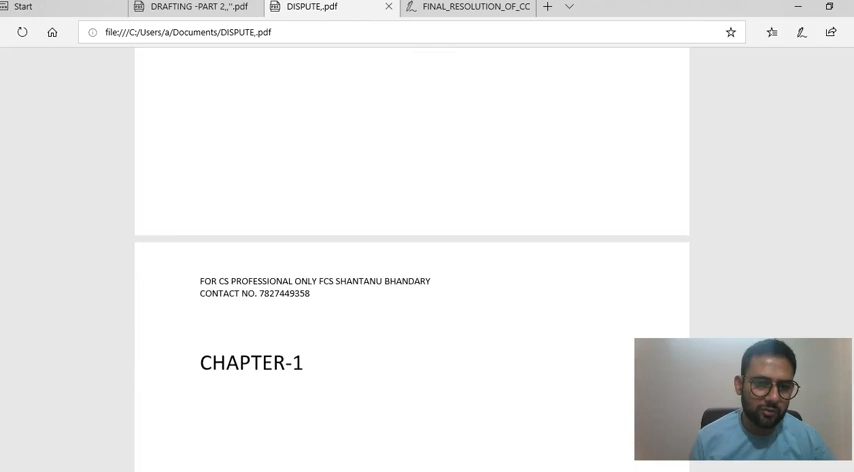 Start
DRAFTING -PART 2,,''.pdf
DISPUTE,.pdf
FINAL_RESOLUTION_OF_CC
file:///C:/Users/a/Documents/DISPUTE,.pdf
FOR CS PROFESSIONAL ONLY FCS SHANTANU BHANDARY
CONTACT NO. 7827449358
CHAPTER-1